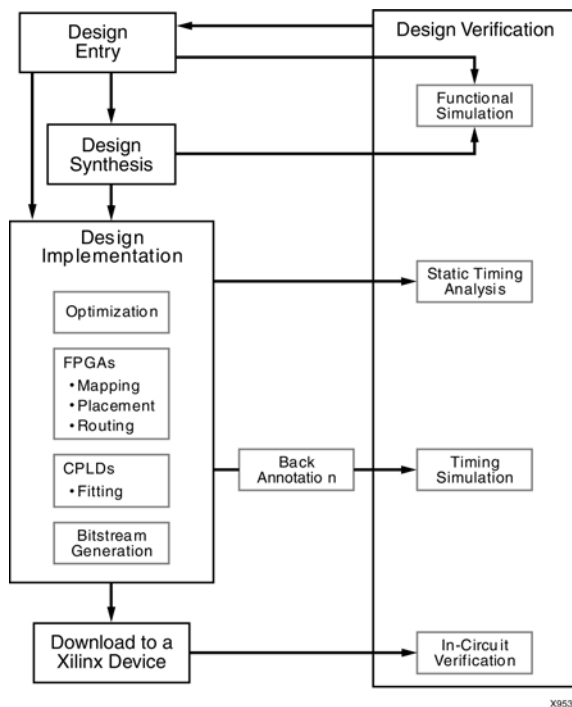 Design
Entry
Design Verification
Functional
Simulation
Design
Synthesis
Design
Implementation
Optimization
FPGAs
• Mapping
• Placement
• Routing
CPLDs
• Fitting
Bitstream
Generation
Static Timing
Analysis
Back
Annotation
Timing
Simulation
Download to a
Xilinx Device
In-Circuit
Verification
X953